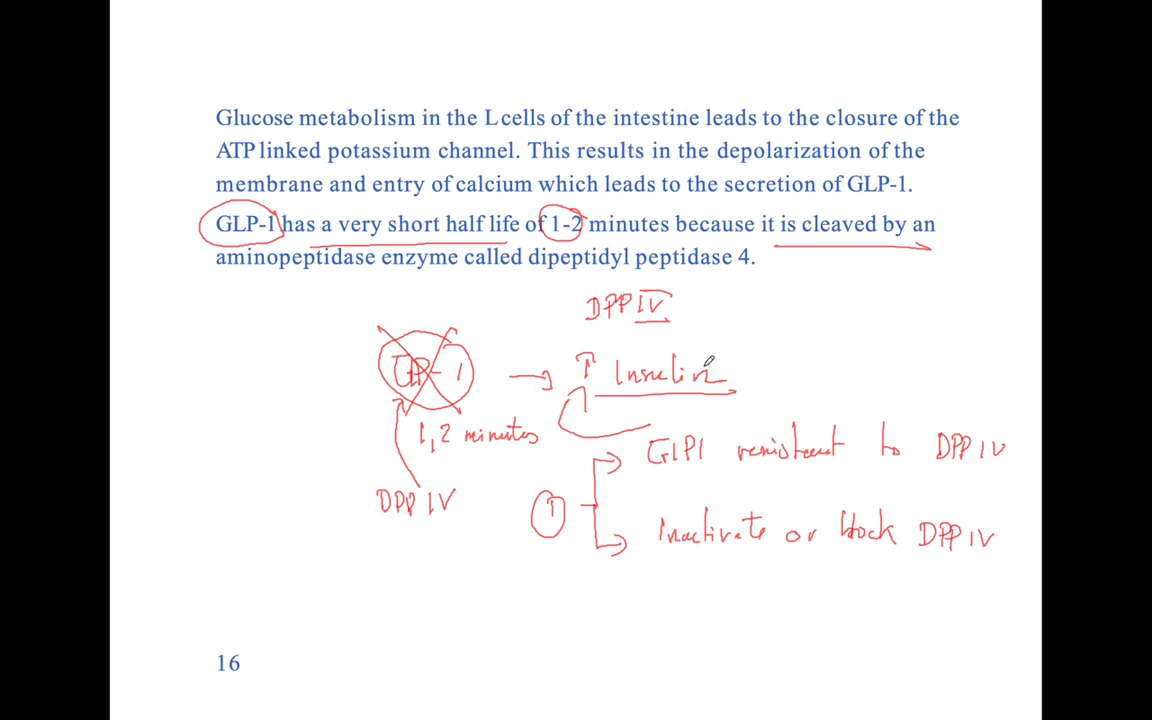 Glucose metabolism in the L cells of the intestine leads to the closure of the
ATP linked potassium channel. This results in the depolarization of the
membrane and entry of calcium which leads to the secretion of GLP-1.
GLP-1 has a very short half life of 1-2 minutes because it is cleaved by an
aminopeptidase enzyme called dipeptidyl peptidase 4.
DPP IV
GLP-1 → ↑ Insulin
1,2 minutes
GLP1 resistant to DPP IV
DPP IV
↑
Inactivate or block DPP IV
16